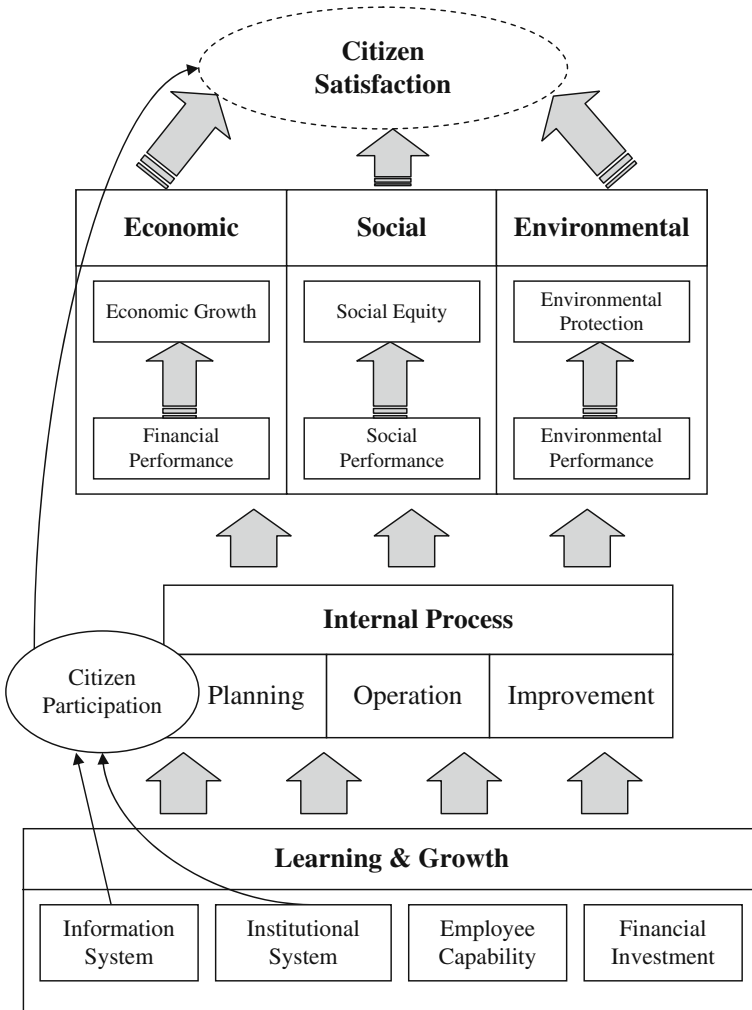 Citizen
Satisfaction
Economic
Social
Environmental
Economic Growth
Social Equity
Environmental
Protection
Financial
Performance
Social
Performance
Environmental
Performance
Internal Process
Citizen
Participation
Planning
Operation
Improvement
Learning & Growth
Information
System
Institutional
System
Employee
Capability
Financial
Investment